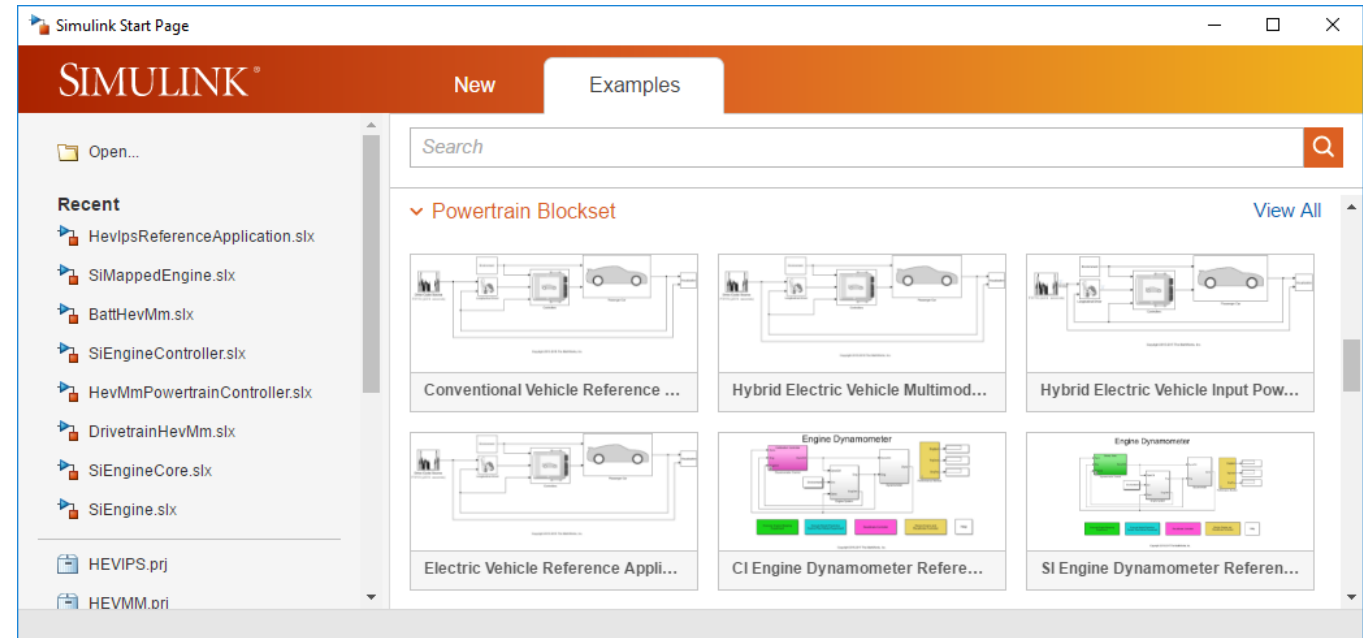 Simulink Start Page
SIMULINK®
New
Examples
Open...
Search
Recent
HevIpsReferenceApplication.slx
SiMappedEngine.slx
BattHevMm.slx
SiEngineController.slx
HevMmPowertrainController.slx
DrivetrainHevMm.slx
SiEngineCore.slx
SiEngine.slx
HEVIPS.prj
HEVMM.prj
Powertrain Blockset
View All
Conventional Vehicle Reference ...
Hybrid Electric Vehicle Multimod...
Hybrid Electric Vehicle Input Pow...
Engine Dynamometer
Engine Dynamometer
Electric Vehicle Reference Appli...
CI Engine Dynamometer Refere...
SI Engine Dynamometer Referen...